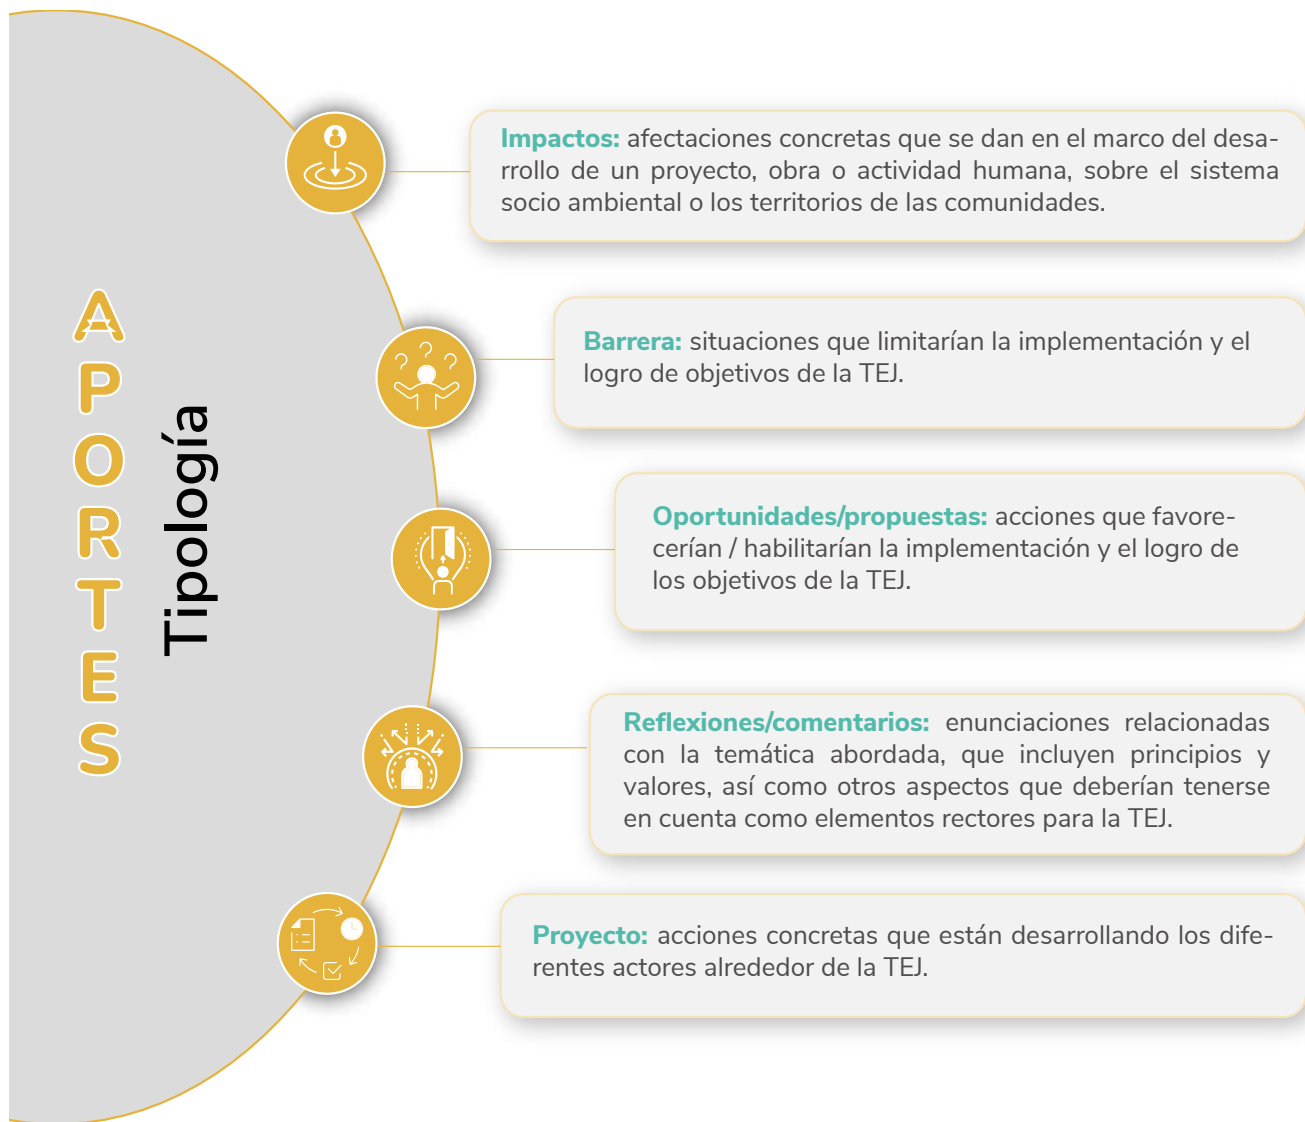 APORTES
Tipología
Impactos: afectaciones concretas que se dan en el marco del desa-
rrollo de un proyecto, obra o actividad humana, sobre el sistema
socio ambiental o los territorios de las comunidades.
Barrera: situaciones que limitarían la implementación y el
logro de objetivos de la TEJ.
Oportunidades/propuestas: acciones que favore-
cerían / habilitarían la implementación y el logro de
los objetivos de la TEJ.
Reflexiones/comentarios: enunciaciones relacionadas
con la temática abordada, que incluyen principios y
valores, así como otros aspectos que deberían tenerse
en cuenta como elementos rectores para la TEJ.
Proyecto: acciones concretas que están desarrollando los dife-
rentes actores alrededor de la TEJ.